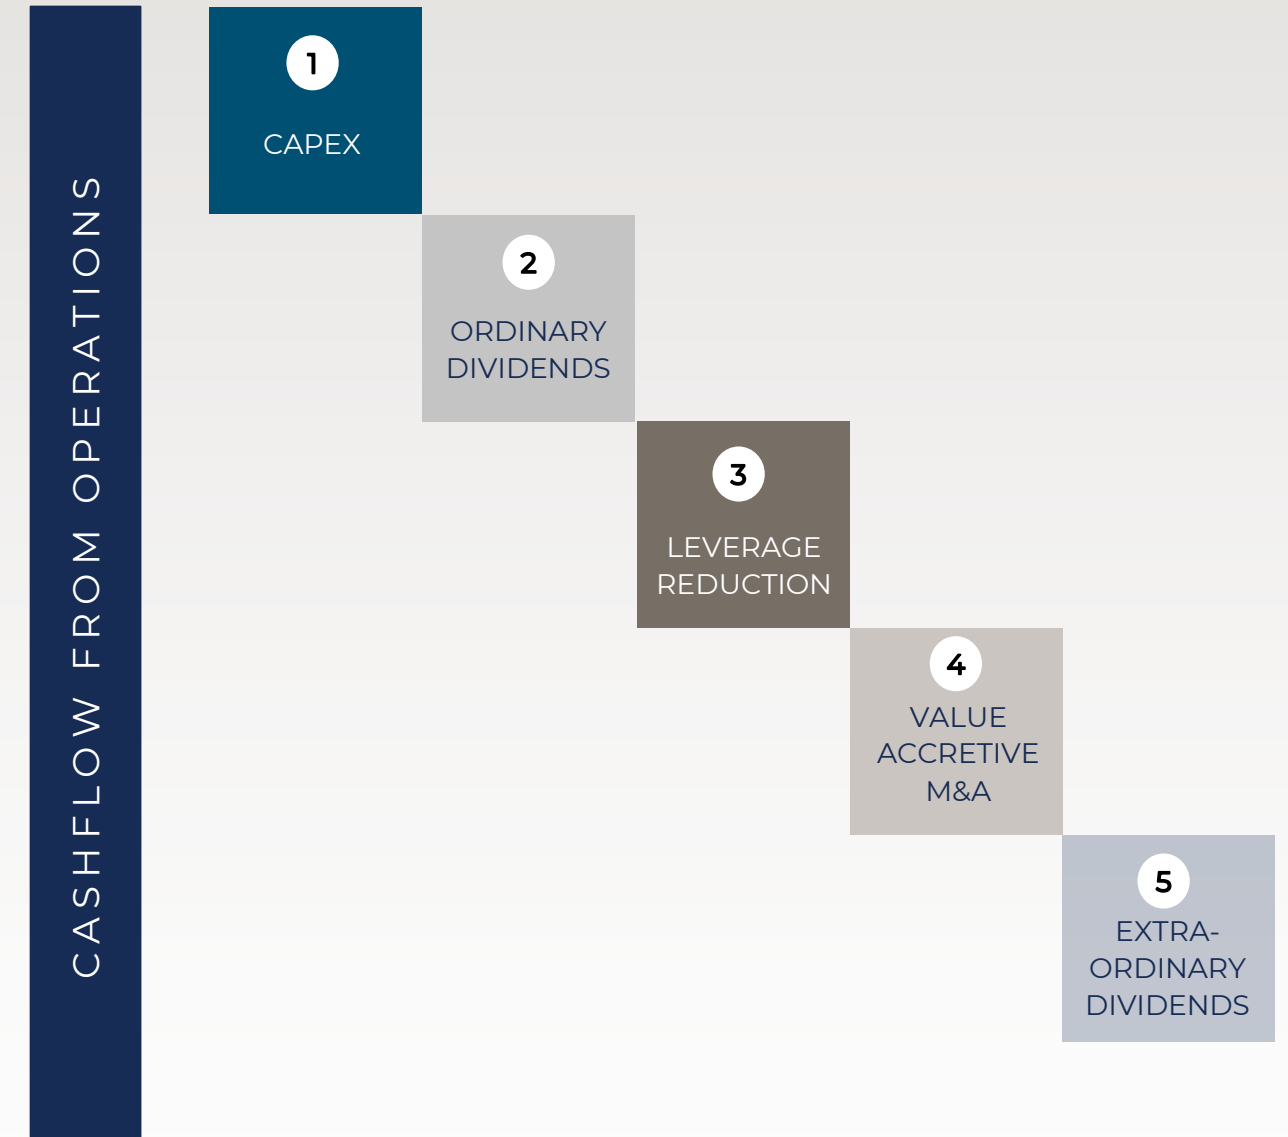 CASHFLOW FROM OPERATIONS
1
CAPEX
2
ORDINARY
DIVIDENDS
3
LEVERAGE
REDUCTION
4
VALUE
ACCRETIVE
M&A
5
EXTRA-
ORDINARY
DIVIDENDS